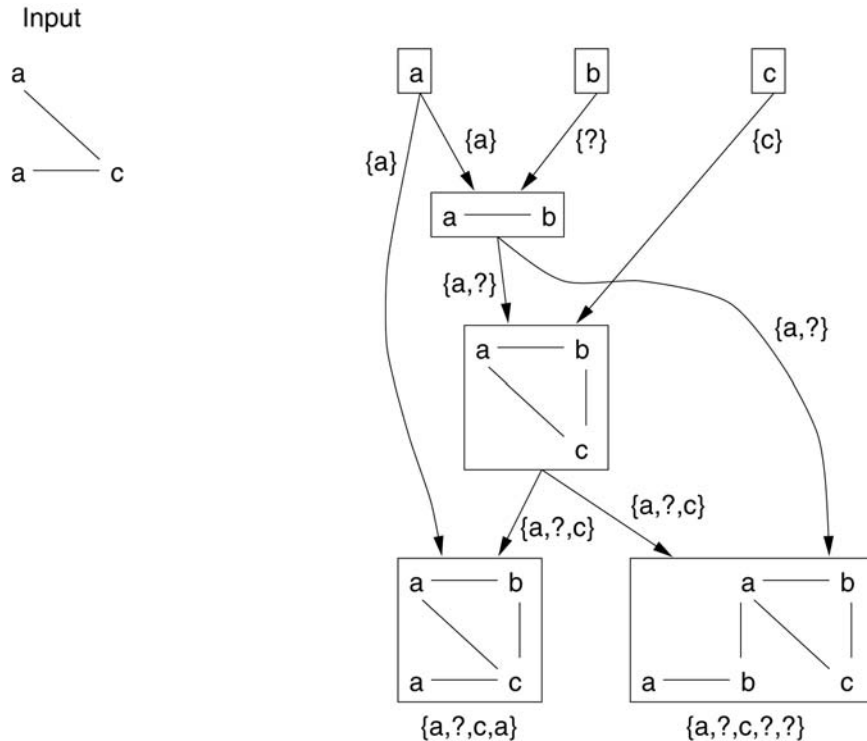 Input
a
a c
a b c
{a} {a} {?} {c}
a b
{a,?} {a,?}
a b
c
{a,?,c} {a,?,c}
a b
a c
{a,?,c,a}
a b
a b c
{a,?,c,?,?}